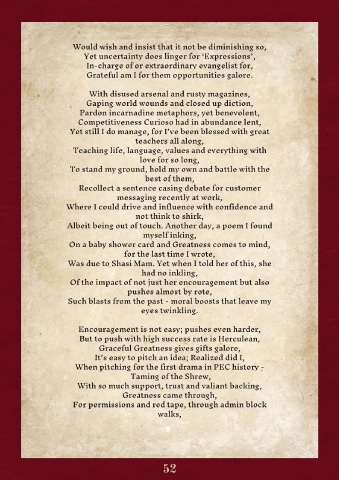 Would wish and insist that it not be diminishing so,
Yet uncertainty does linger for ‘Expressions’,
In-charge of or extraordinary evangelist for,
Grateful am I for them opportunities galore.
With disused arsenal and rusty magazines,
Gaping world wounds and closed up diction,
Pardon incarnadine metaphors, yet benevolent,
Competitiveness Curioso had in abundance lent,
Yet still I do manage, for I’ve been blessed with great
teachers all along,
Teaching life, language, values and everything with
love for so long,
To stand my ground, hold my own and battle with the
best of them,
Recollect a sentence casing debate for customer
messaging recently at work,
Where I could drive and influence with confidence and
not think to shirk,
Albeit being out of touch. Another day, a poem I found
myself inking,
On a baby shower card and Greatness comes to mind,
for the last time I wrote,
Was due to Shasi Mam. Yet when I told her of this, she
had no inkling,
Of the impact of not just her encouragement but also
pushes almost by rote,
Such blasts from the past - moral boosts that leave my
eyes twinkling.
Encouragement is not easy; pushes even harder,
But to push with high success rate is Herculean,
Graceful Greatness gives gifts galore,
It’s easy to pitch an idea; Realized did I,
When pitching for the first drama in PEC history -
Taming of the Shrew,
With so much support, trust and valiant backing,
Greatness came through,
For permissions and red tape, through admin block
walks,
52